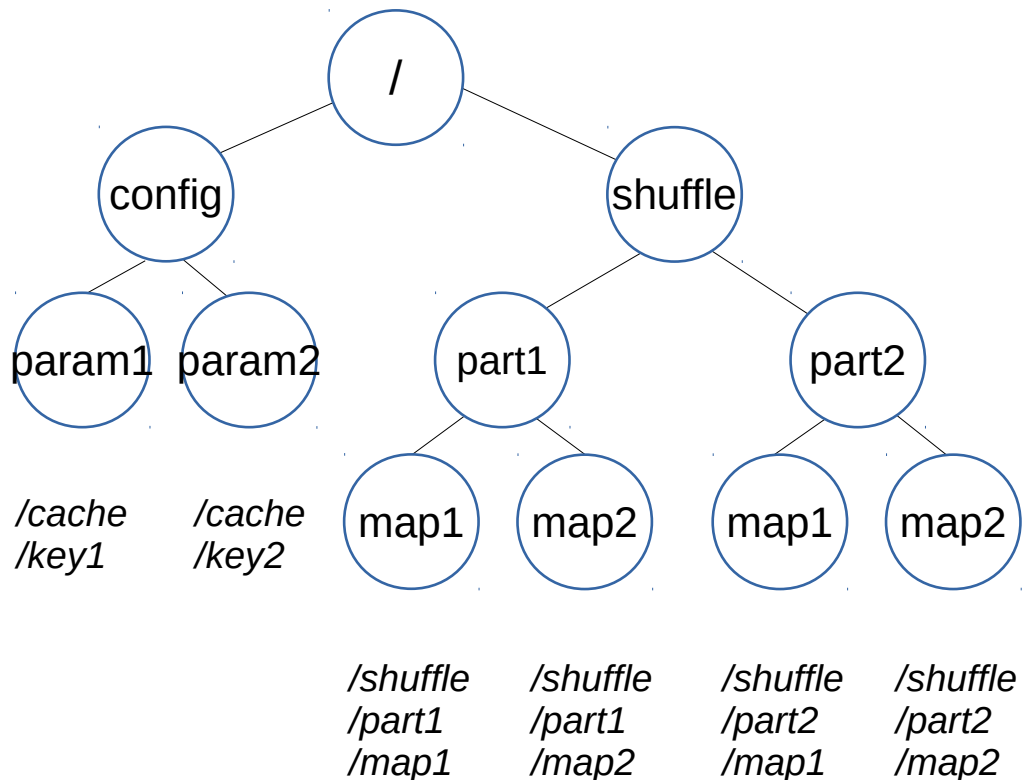 /
config
shuffle
param1
param2
part1
part2
map1
map2
map1
map2
/cache
/key1
/cache
/key2
/shuffle
/part1
/map1
/shuffle
/part1
/map2
/shuffle
/part2
/map1
/shuffle
/part2
/map2